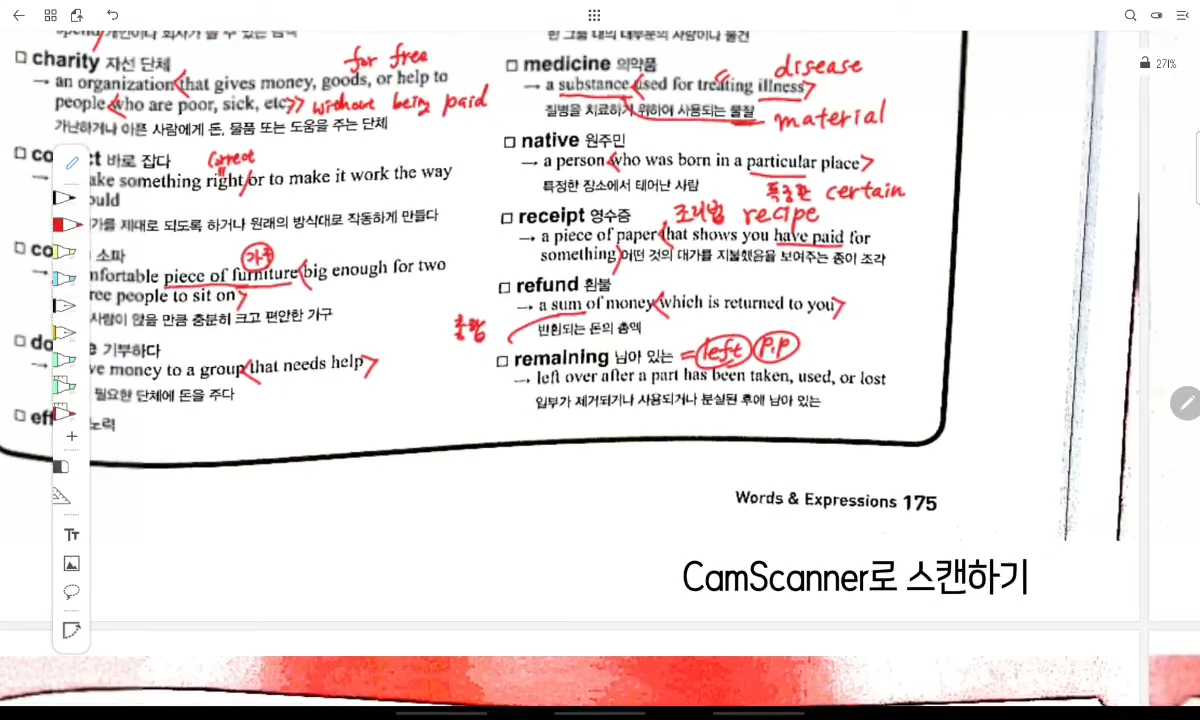 271%
charity 자선 단체
for free
→ an organization that gives money, goods, or help to
people who are poor, sick, etc
without being paid
가난하거나 아픈 사람에게 돈, 물품 또는 도움을 주는 단체
바로 잡다
correct
ake something right or to make it work the way
ould
가를 제대로 되도록 하거나 원래의 방식대로 작동하게 만들다
소파
가구
mfortable piece of furniture big enough for two
ree people to sit on
사람이 앉을 만큼 충분히 크고 편안한 가구
기부하다
ve money to a group that needs help
필요한 단체에 돈을 주다
eff 노력
한 그룹 내의 대부분의 사람이나 물건
medicine 의약품
disease
→ a substance used for treating illness
질병을 치료하기 위하여 사용되는 물질
material
native 원주민
→ a person who was born in a particular place
특정한 장소에서 태어난 사람
certain
receipt 영수증
조리법 recipe
→ a piece of paper that shows you have paid for
something 어떤 것의 대가를 지불했음을 보여주는 종이 조각
refund 환불
→ a sum of money which is returned to you
총합
반환되는 돈의 총액
remaining 남아 있는 = left p.p
→ left over after a part has been taken, used, or lost
일부가 제거되거나 사용되거나 분실된 후에 남아 있는
Words & Expressions 175
CamScanner로 스캔하기